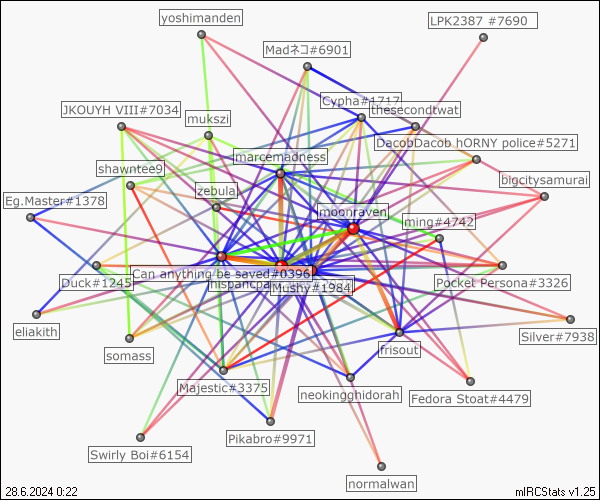 yoshimanden
LPK2387 #7690
Madネコ#6901
Cypha#1717
thesecondtwat
JKOUYH VIII#7034
mukszi
DacobDacob hORNY police#5271
marcemadness
shawntee9
bigcitysamurai
zebula
Eg.Master#1378
moonraven
ming#4742
Can anything be saved#0396
Duck#1245
Mushy#1984
Pocket Persona#3326
eliakith
Silver#7938
somass
frisout
Majestic#3375
neokingghidorah
Fedora Stoat#4479
Pikabro#9971
Swirly Boi#6154
normalwan
28.6.2024 0:22
mIRCStats v1.25